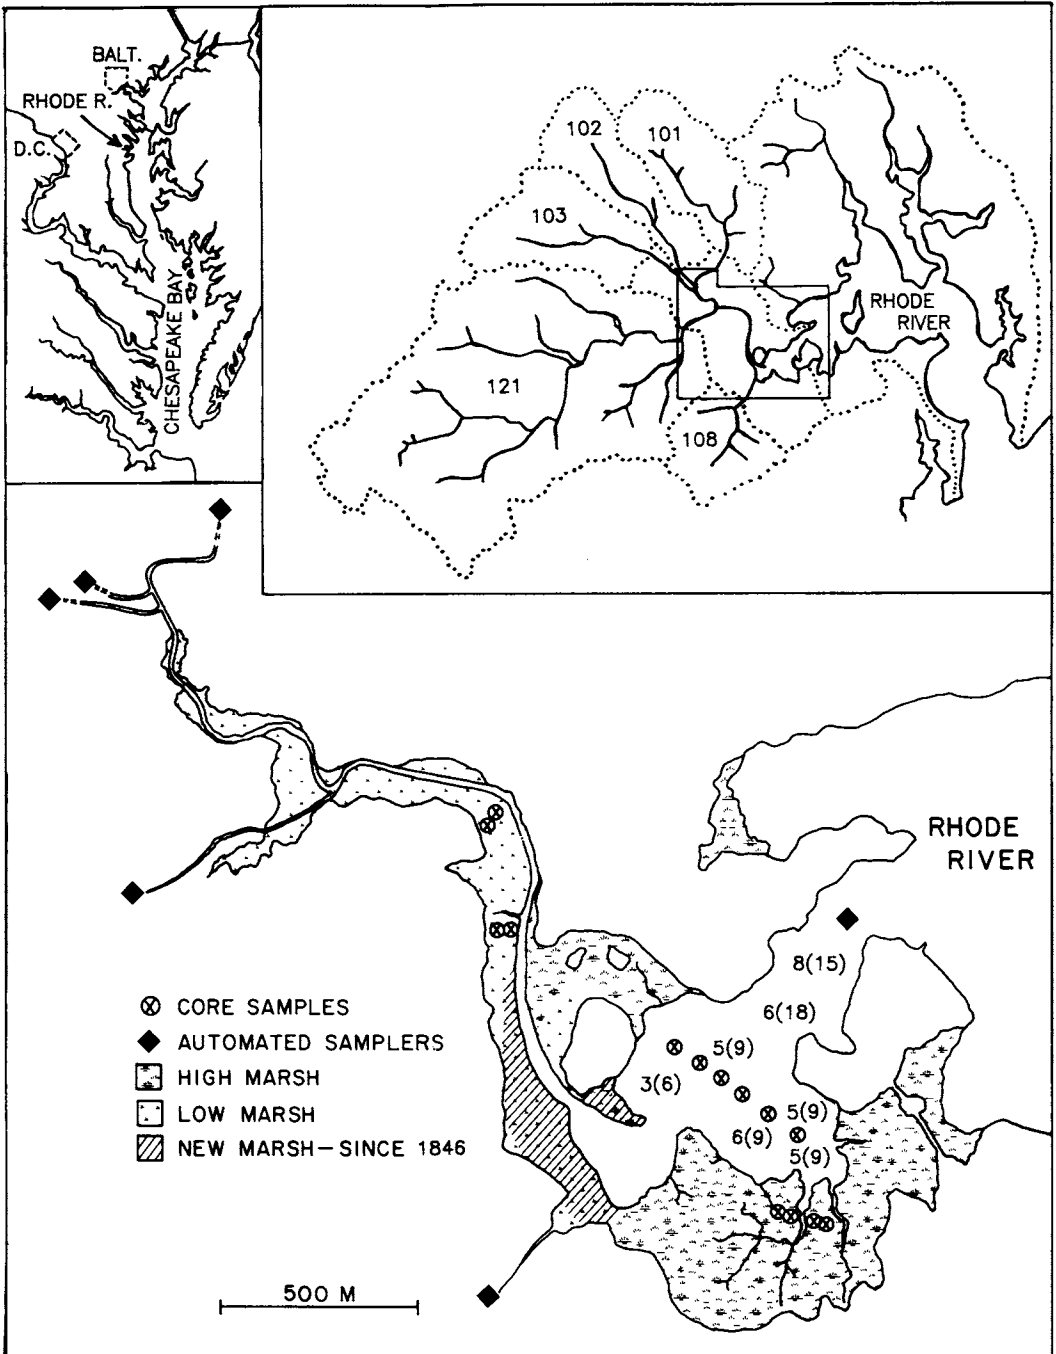 BALT.
RHODE R.
D.C.
CHESAPEAKE BAY
102
101
103
121
108
RHODE
RIVER
RHODE
RIVER
8(15)
6(18)
5(9)
3(6)
5(9)
6(9)
5(9)
CORE SAMPLES
AUTOMATED SAMPLERS
HIGH MARSH
LOW MARSH
NEW MARSH—SINCE 1846
500 M